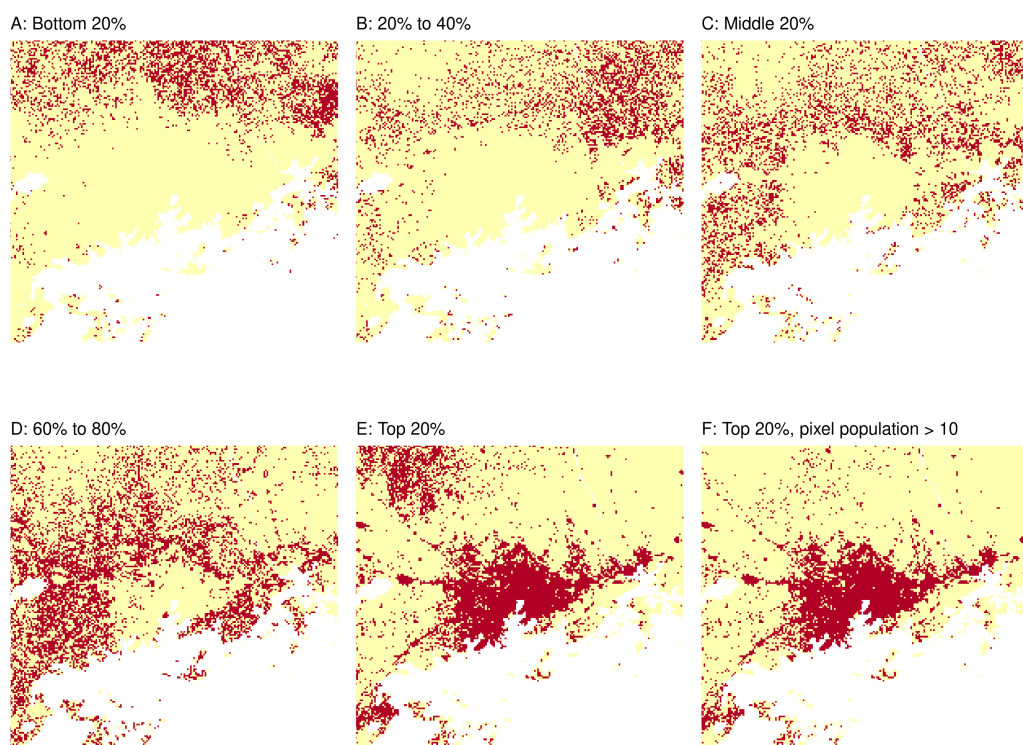 A: Bottom 20%
B: 20% to 40%
C: Middle 20%
D: 60% to 80%
E: Top 20%
F: Top 20%, pixel population > 10